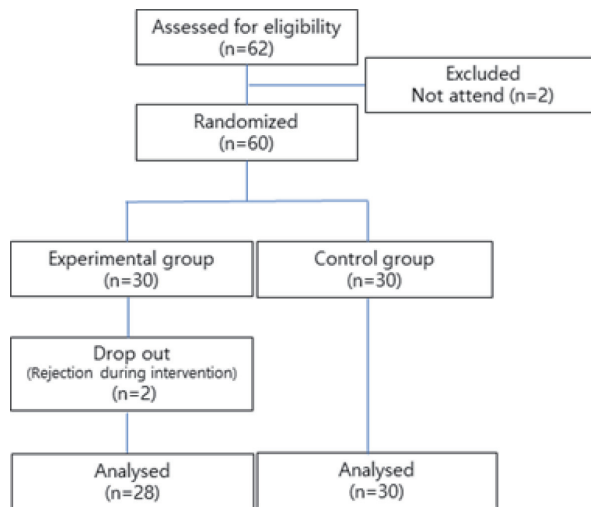 Assessed for eligibility
(n=62)
Excluded
Not attend (n=2)
Randomized
(n=60)
Experimental group
(n=30)
Control group
(n=30)
Drop out
(Rejection during intervention)
(n=2)
Analysed
(n=28)
Analysed
(n=30)